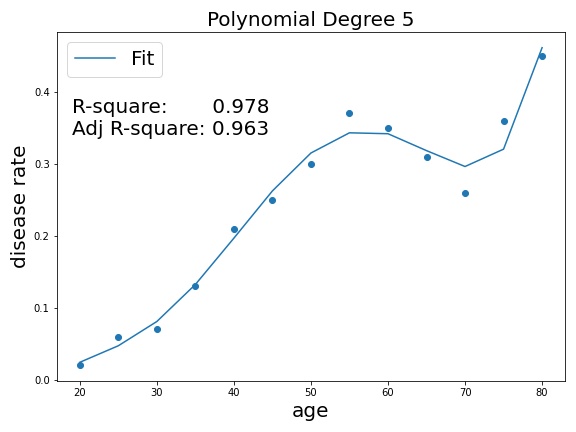 Polynomial Degree 5
Fit
R-square: 0.978
Adj R-square: 0.963
disease rate
0.4
0.3
0.2
0.1
0.0
20 30 40 50 60 70 80
age